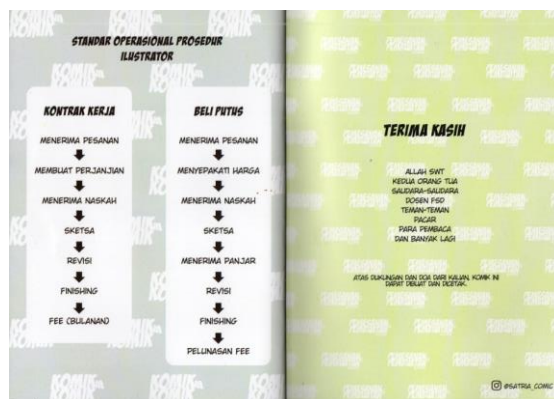 STANDAR OPERASIONAL PROSEDUR
ILUSTRATOR
KONTRAK KERJA
MENERIMA PESANAN
MEMBUAT PERJANJIAN
MENERIMA NASKAH
SKETSA
REVISI
FINISHING
FEE (BULANAN)
BELI PUTUS
MENERIMA PESANAN
MENYEPAKATI HARGA
MENERIMA NASKAH
SKETSA
MENERIMA PANJAR
REVISI
FINISHING
PELUNASAN FEE
TERIMA KASIH
ALLAH SWT
KEDUA ORANG TUA
SAUDARA-SAUDARA
DOSEN FSD
TEMAN-TEMAN
PACAR
PARA PEMBACA
DAN BANYAK LAGI
ATAS DUKUNGAN DAN DOA DARI KALIAN, KOMIK INI
DAPAT DIBUAT DAN DICETAK.
@SATRIA_COMIC